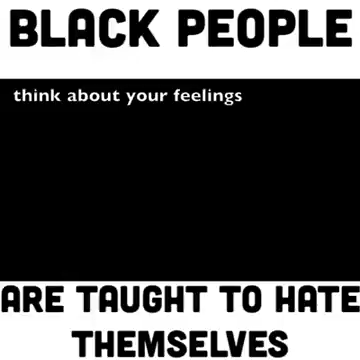 BLACK PEOPLE
think about your feelings
ARE TAUGHT TO HATE
THEMSELVES